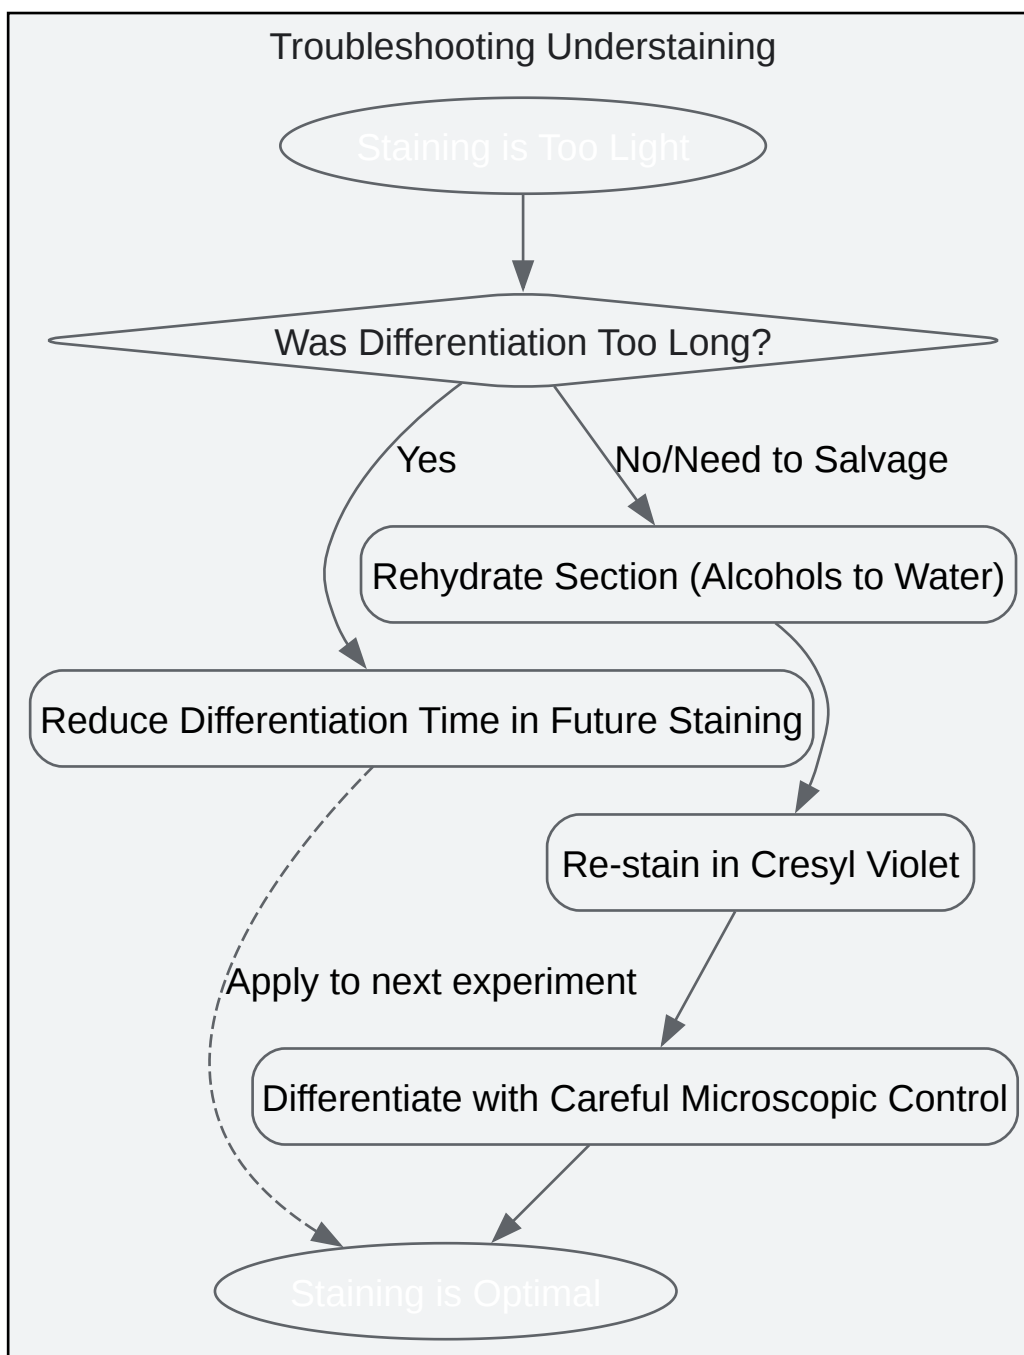 Troubleshooting Understaining
Staining is Too Light
Was Differentiation Too Long?
Yes
No/Need to Salvage
Rehydrate Section (Alcohols to Water)
Reduce Differentiation Time in Future Staining
Re-stain in Cresyl Violet
Apply to next experiment
Differentiate with Careful Microscopic Control
Staining is Optimal